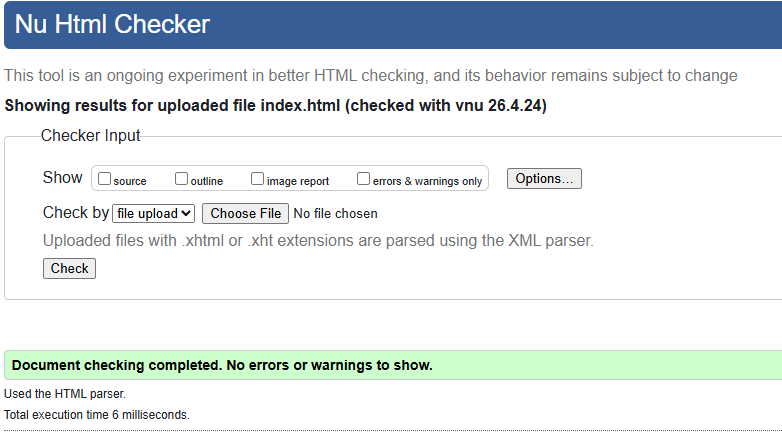 Nu Html Checker
This tool is an ongoing experiment in better HTML checking, and its behavior remains subject to change
Showing results for uploaded file index.html (checked with vnu 26.4.24)
Checker Input
Show source outline image report errors & warnings only Options...
Check by file upload Choose File No file chosen
Uploaded files with .xhtml or .xht extensions are parsed using the XML parser.
Check
Document checking completed. No errors or warnings to show.
Used the HTML parser.
Total execution time 6 milliseconds.